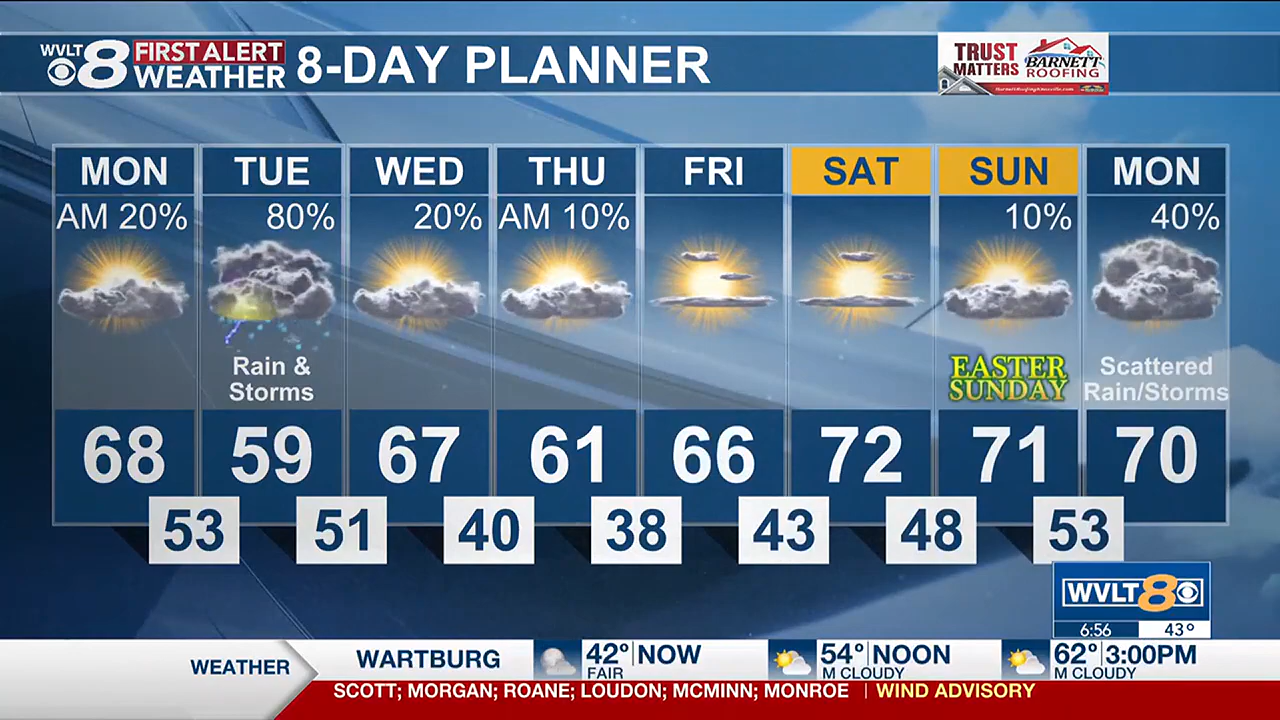 WVLT 8 FIRST ALERT WEATHER
8-DAY PLANNER
TRUST MATTERS
BARNETT ROOFING
MON TUE WED THU FRI SAT SUN MON
AM 20% 80% 20% AM 10% 10% 40%
Rain & Storms
EASTER SUNDAY
Scattered Rain/Storms
68 59 67 61 66 72 71 70
53 51 40 38 43 48 53
WVLT 8
6:56 43°
WEATHER
WARTBURG
42° NOW
FAIR
54° NOON
M CLOUDY
62° 3:00PM
M CLOUDY
SCOTT; MORGAN; ROANE; LOUDON; MCMINN; MONROE | WIND ADVISORY